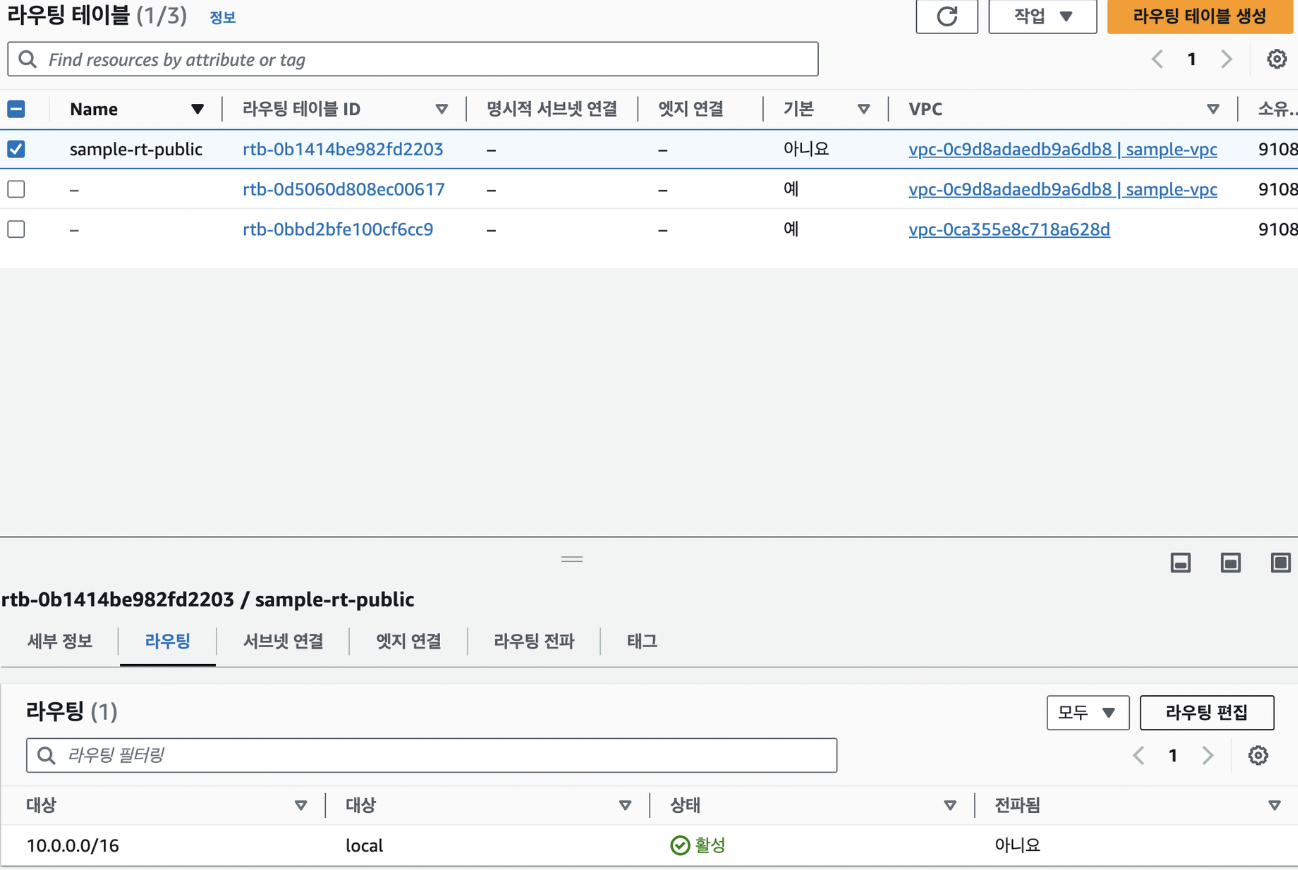 라우팅 테이블 (1/3) 정보 작업 라우팅 테이블 생성
Find resources by attribute or tag 1
Name 라우팅 테이블 ID 명시적 서브넷 연결 엣지 연결 기본 VPC 소유...
sample-rt-public rtb-0b1414be982fd2203 – – 아니요 vpc-0c9d8adaedb9a6db8 | sample-vpc 9108
– rtb-0d5060d808ec00617 – – 예 vpc-0c9d8adaedb9a6db8 | sample-vpc 9108
– rtb-0bbd2bfe100cf6cc9 – – 예 vpc-0ca355e8c718a628d 9108
rtb-0b1414be982fd2203 / sample-rt-public
세부 정보 라우팅 서브넷 연결 엣지 연결 라우팅 전파 태그
라우팅 (1) 모두 라우팅 편집
라우팅 필터링 1
대상 대상 상태 전파됨
10.0.0.0/16 local 활성 아니요